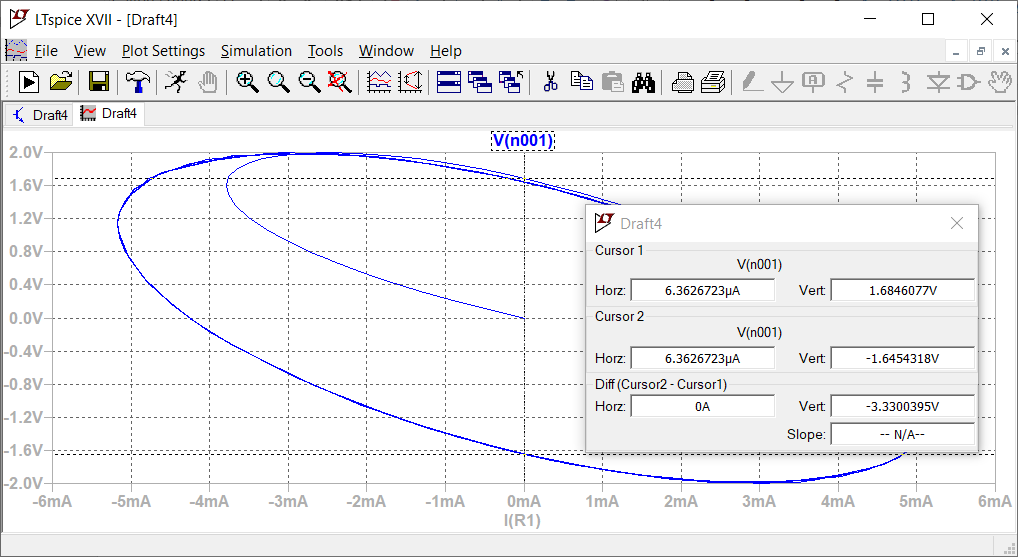 LTspice XVII - [Draft4]
File View Plot Settings Simulation Tools Window Help
Draft4 Draft4
V(n001)
2.0V
1.6V
1.2V
0.8V
0.4V
0.0V
-0.4V
-0.8V
-1.2V
-1.6V
-2.0V
-6mA -5mA -4mA -3mA -2mA -1mA 0mA 1mA 2mA 3mA 4mA 5mA 6mA
I(R1)
Draft4
Cursor 1
V(n001)
Horz: 6.3626723µA Vert: 1.6846077V
Cursor 2
V(n001)
Horz: 6.3626723µA Vert: -1.6454318V
Diff (Cursor2 - Cursor1)
Horz: 0A Vert: -3.3300395V
Slope: -- N/A--